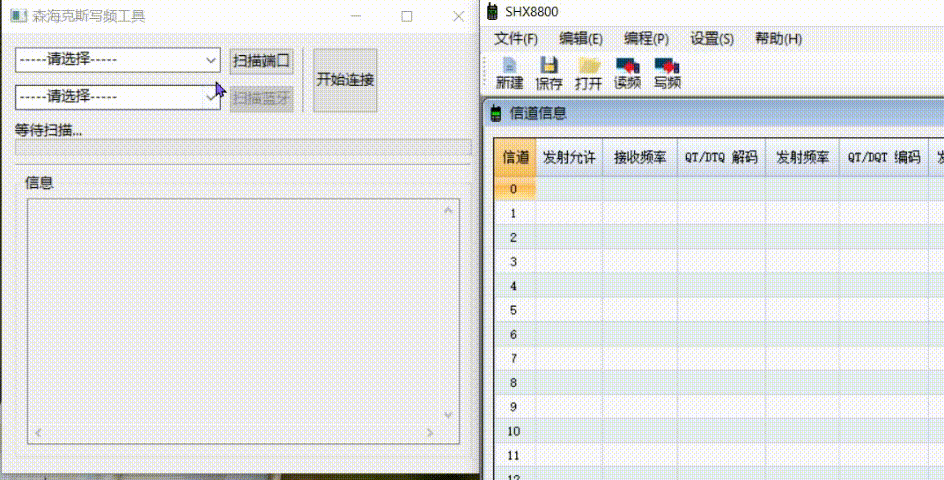 森海克斯写频工具
-----请选择-----
扫描端口
开始连接
-----请选择-----
扫描蓝牙
等待扫描...
信息
SHX8800
文件(F) 编辑(E) 编程(P) 设置(S) 帮助(H)
新建 保存 打开 读频 写频
信道信息
信道 发射允许 接收频率 QT/DTQ 解码 发射频率 QT/DQT 编码
0
1
2
3
4
5
6
7
8
9
10
11
12